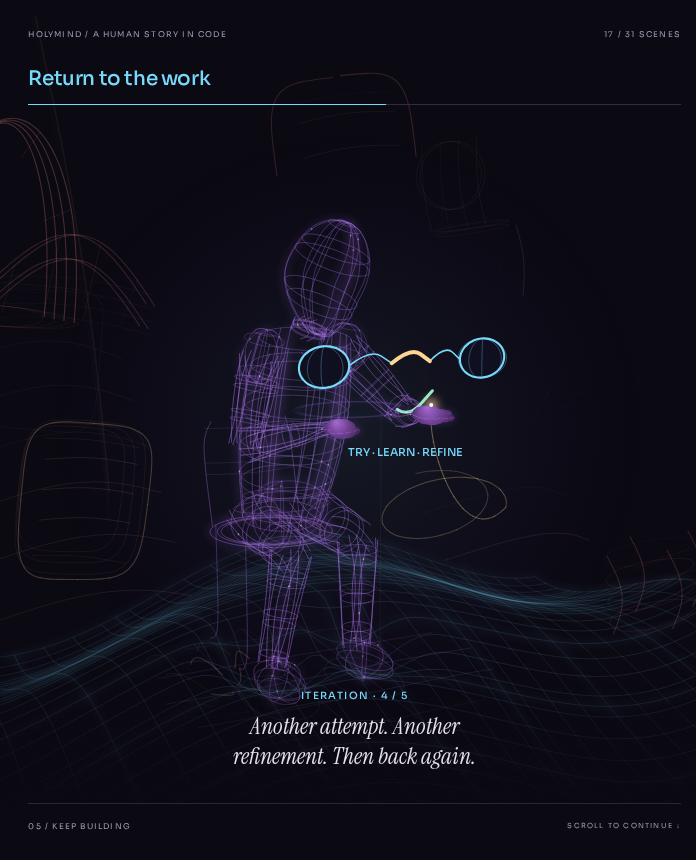 HOLYMIND / A HUMAN STORY IN CODE
17 / 31 SCENES
Return to the work
TRY · LEARN · REFINE
ITERATION · 4 / 5
Another attempt. Another
refinement. Then back again.
05 / KEEP BUILDING
SCROLL TO CONTINUE ↓